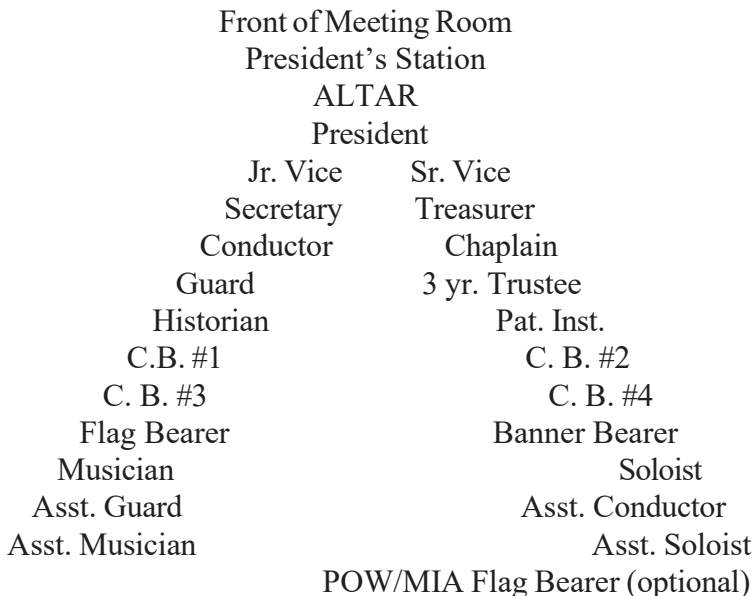 Front of Meeting Room
President’s Station
ALTAR
President
Jr. Vice Sr. Vice
Secretary Treasurer
Conductor Chaplain
Guard 3 yr. Trustee
Historian Pat. Inst.
C.B. #1 C. B. #2
C. B. #3 C. B. #4
Flag Bearer Banner Bearer
Musician Soloist
Asst. Guard Asst. Conductor
Asst. Musician Asst. Soloist
POW/MIA Flag Bearer (optional)